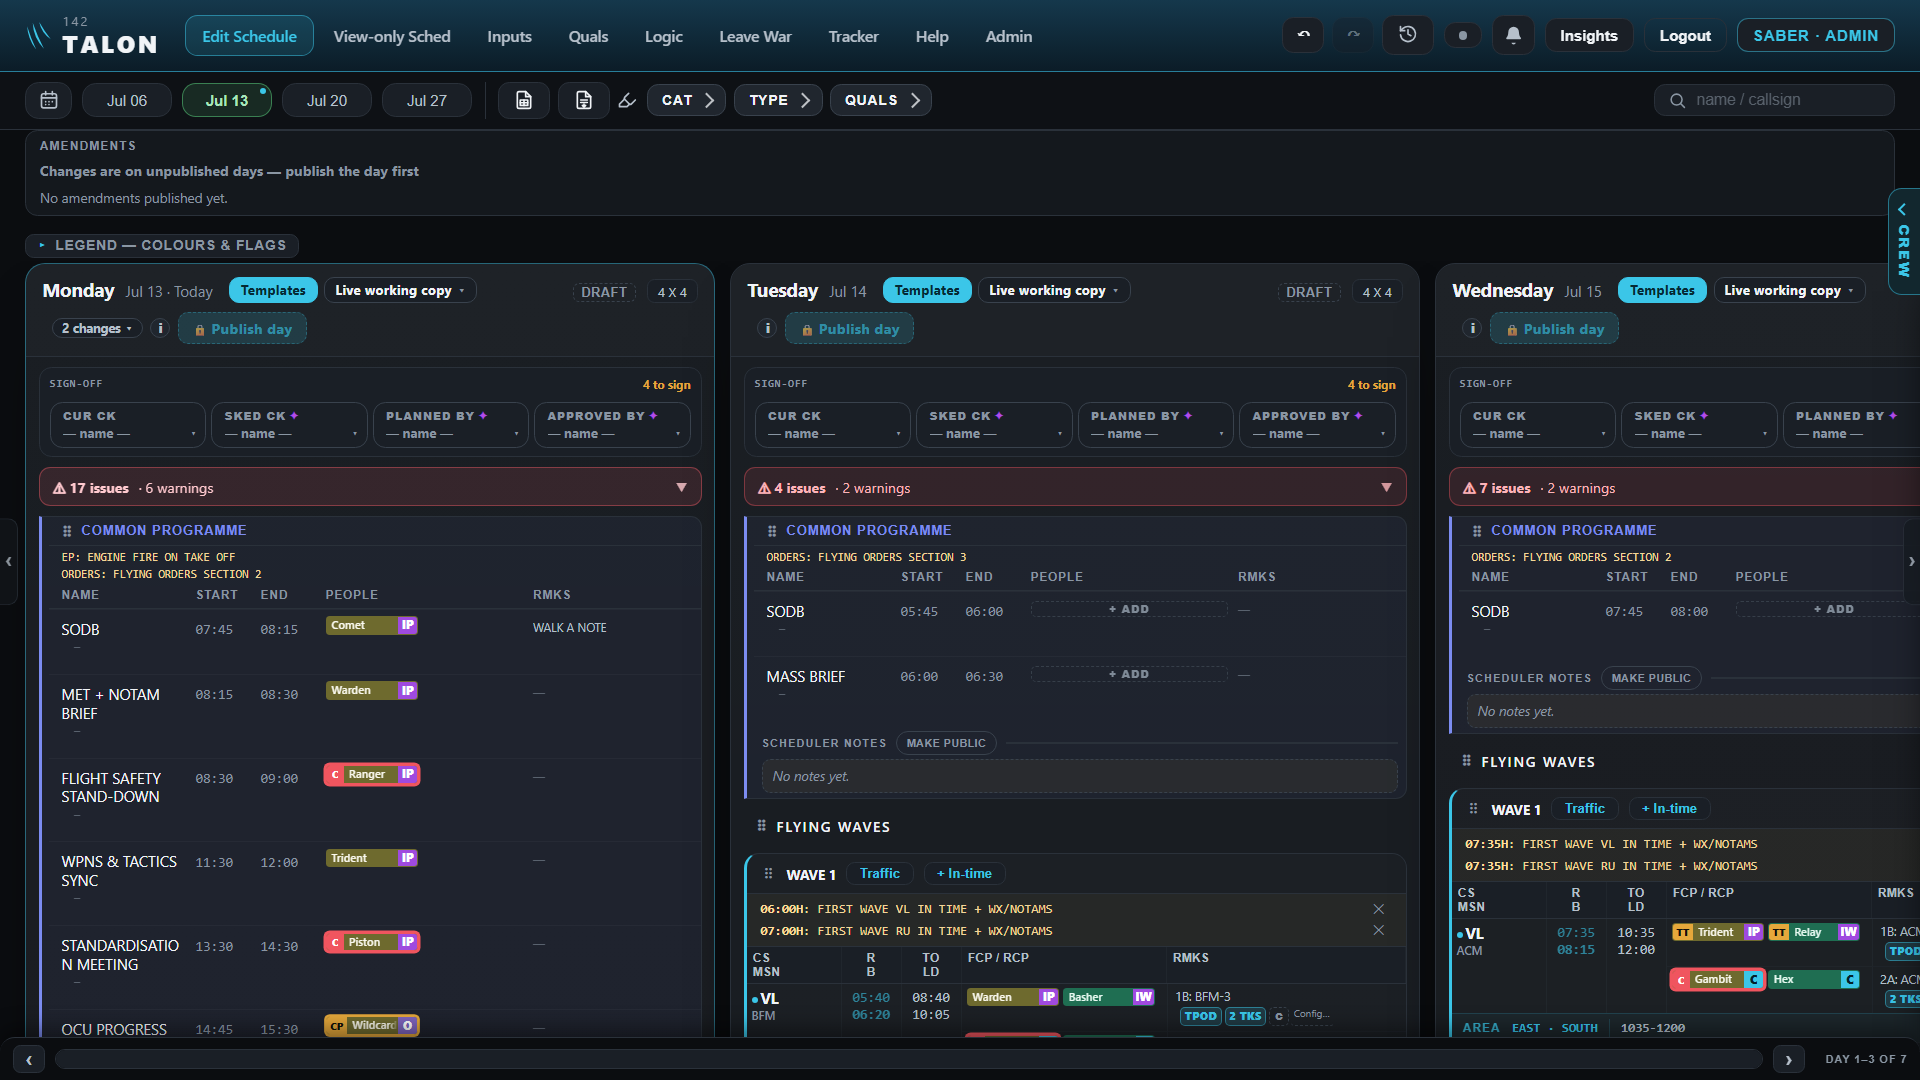 142
TALON
Edit Schedule
View-only Sched
Inputs
Quals
Logic
Leave War
Tracker
Help
Admin
Insights
Logout
SABER · ADMIN
Jul 06
Jul 13
Jul 20
Jul 27
CAT
TYPE
QUALS
name / callsign
AMENDMENTS
Changes are on unpublished days — publish the day first
No amendments published yet.
CREW
LEGEND — COLOURS & FLAGS
Monday Jul 13 · Today
Templates
Live working copy
DRAFT
4 X 4
2 changes
i
Publish day
SIGN-OFF
4 to sign
CUR CK
— name —
SKED CK
— name —
PLANNED BY
— name —
APPROVED BY
— name —
17 issues · 6 warnings
COMMON PROGRAMME
EP: ENGINE FIRE ON TAKE OFF
ORDERS: FLYING ORDERS SECTION 2
NAME START END PEOPLE RMKS
SODB 07:45 08:15 Comet IP WALK A NOTE
—
MET + NOTAM BRIEF 08:15 08:30 Warden IP —
—
FLIGHT SAFETY STAND-DOWN 08:30 09:00 C Ranger IP —
—
WPNS & TACTICS SYNC 11:30 12:00 Trident IP —
—
STANDARDISATIO
N MEETING 13:30 14:30 C Piston IP —
—
OCU PROGRESS 14:45 15:30 CP Wildcard O —
Tuesday Jul 14
Templates
Live working copy
DRAFT
4 X 4
i
Publish day
SIGN-OFF
4 to sign
CUR CK
— name —
SKED CK
— name —
PLANNED BY
— name —
APPROVED BY
— name —
4 issues · 2 warnings
COMMON PROGRAMME
ORDERS: FLYING ORDERS SECTION 3
NAME START END PEOPLE RMKS
SODB 05:45 06:00 + ADD —
—
MASS BRIEF 06:00 06:30 + ADD —
—
SCHEDULER NOTES MAKE PUBLIC
No notes yet.
FLYING WAVES
WAVE 1 Traffic + In-time
06:00H: FIRST WAVE VL IN TIME + WX/NOTAMS
07:00H: FIRST WAVE RU IN TIME + WX/NOTAMS
CS R TO FCP / RCP RMKS
MSN B LD
VL 05:40 08:40 Warden IP Basher IW 1B: BFM-3
BFM 06:20 10:05 TPOD 2 TKS C Config...
Wednesday Jul 15
Templates
Live working copy
i
Publish day
SIGN-OFF
CUR CK
— name —
SKED CK
— name —
PLANNED BY
— name —
7 issues · 2 warnings
COMMON PROGRAMME
ORDERS: FLYING ORDERS SECTION 2
NAME START END PEOPLE
SODB 07:45 08:00 + ADD
—
SCHEDULER NOTES MAKE PUBLIC
No notes yet.
FLYING WAVES
WAVE 1 Traffic + In-time
07:35H: FIRST WAVE VL IN TIME + WX/NOTAMS
07:35H: FIRST WAVE RU IN TIME + WX/NOTAMS
CS R TO FCP / RCP RMKS
MSN B LD
VL 07:35 10:35 TT Trident IP TT Relay IW 1B: ACM
ACM 08:15 12:00 TPOD
C Gambit C Hex C 2A: ACM
2 TKS
AREA EAST · SOUTH 1035-1200
DAY 1–3 OF 7